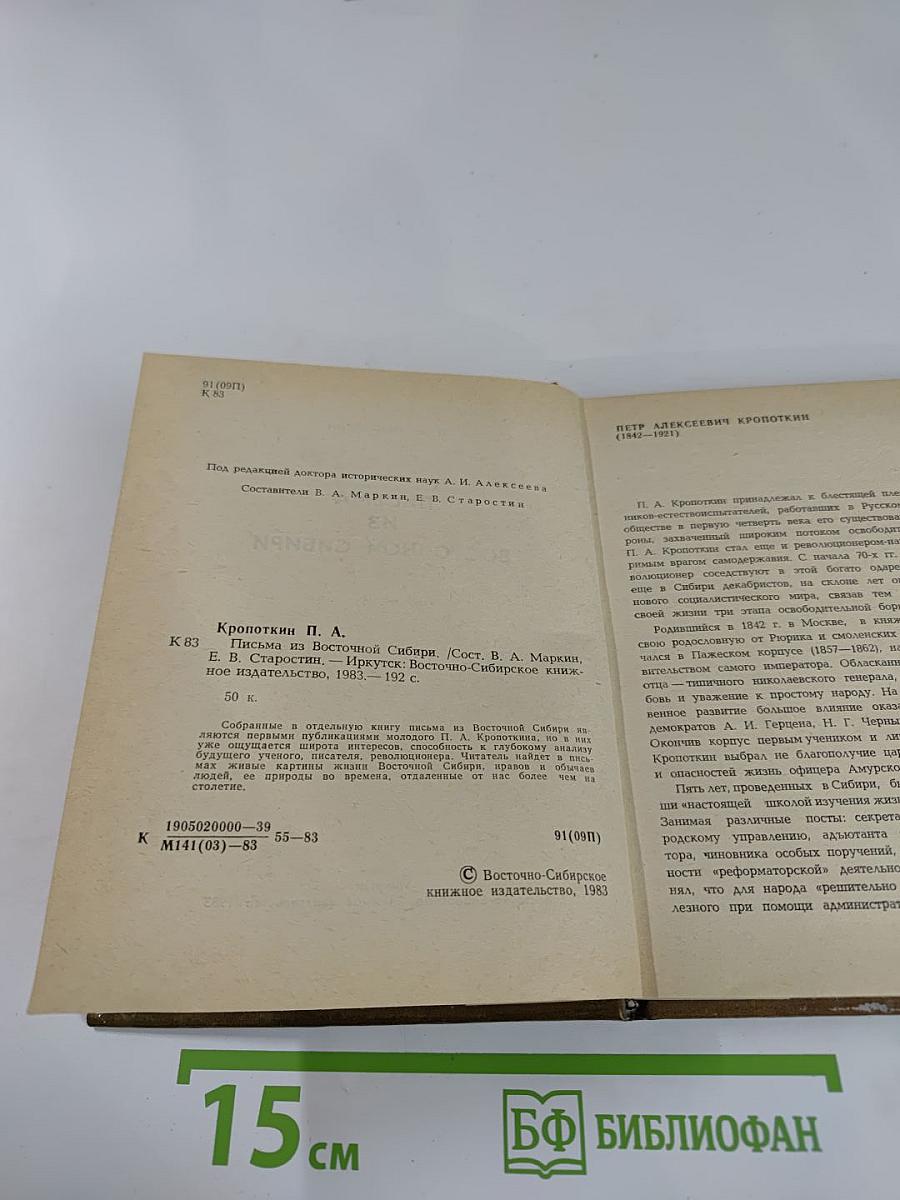 91(09П)
К 83
Под редакцией доктора исторических наук А. И. Алексеева
Составители В. А. Маркин, Е. В. Старостин
Кропоткин П. А.
К 83 Письма из Восточной Сибири. /Сост. В. А. Маркин,
Е. В. Старостин. — Иркутск: Восточно-Сибирское книж-
ное издательство, 1983.— 192 с.
50 к.
Собранные в отдельную книгу письма из Восточной Сибири яв-
ляются первыми публикациями молодого П. А. Кропоткина, но в них
уже ощущается широта интересов, способность к глубокому анализу
будущего ученого, писателя, революционера. Читатель найдет в пись-
мах живые картины жизни Восточной Сибири, нравов и обычаев
людей, ее природы во времена, отдаленные от нас более чем на
столетие.
К 1905020000—39
М141(03)—83 55—83
91(09П)
© Восточно-Сибирское
книжное издательство, 1983
ПЕТР АЛЕКСЕЕВИЧ КРОПОТКИН
(1842—1921)
П. А. Кропоткин принадлежал к блестящей пле
ников-естествоиспытателей, работавших в Русском
обществе в первую четверть века его существова
роны, захваченный широким потоком освободит
П. А. Кропоткин стал еще и революционером-на
римым врагом самодержавия. С начала 70-х гг.
волюционер соседствуют в этой богато одаре
еще в Сибири декабристов, на склоне лет о
нового социалистического мира, связав тем
своей жизни три этапа освободительной борь
Родившийся в 1842 г. в Москве, в княж
свою родословную от Рюрика и смоленских
чался в Пажеском корпусе (1857—1862), на
вительством самого императора. Обласкан
отца — типичного николаевского генерала,
бовь и уважение к простому народу. На
венное развитие большое влияние оказа
демократов А. И. Герцена, Н. Г. Черны
Окончив корпус первым учеником и ли
Кропоткин выбрал не благополучие цар
и опасностей жизнь офицера Амурско
Пять лет, проведенных в Сибири, бы
ши «настоящей школой изучения жизн
Занимая различные посты: секрета
родскому управлению, адъютанта
тора, чиновника особых поручений,
ности «реформаторской» деятельно
нял, что для народа «решительно
лезного при помощи администрат
15 см
БФ БИБЛИОФАН